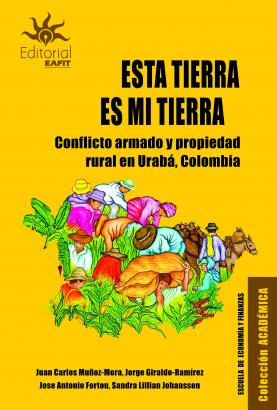 Editorial
EAFIT
ESTA TIERRA
ES MI TIERRA
Conflicto armado y propiedad
rural en Urabá, Colombia
Juan Carlos Muñoz-Mora, Jorge Giraldo-Ramírez
Jose Antonio Fortou, Sandra Lillian Johansson
ESCUELA DE ECONOMÍA Y FINANZAS
Colección ACADÉMICA